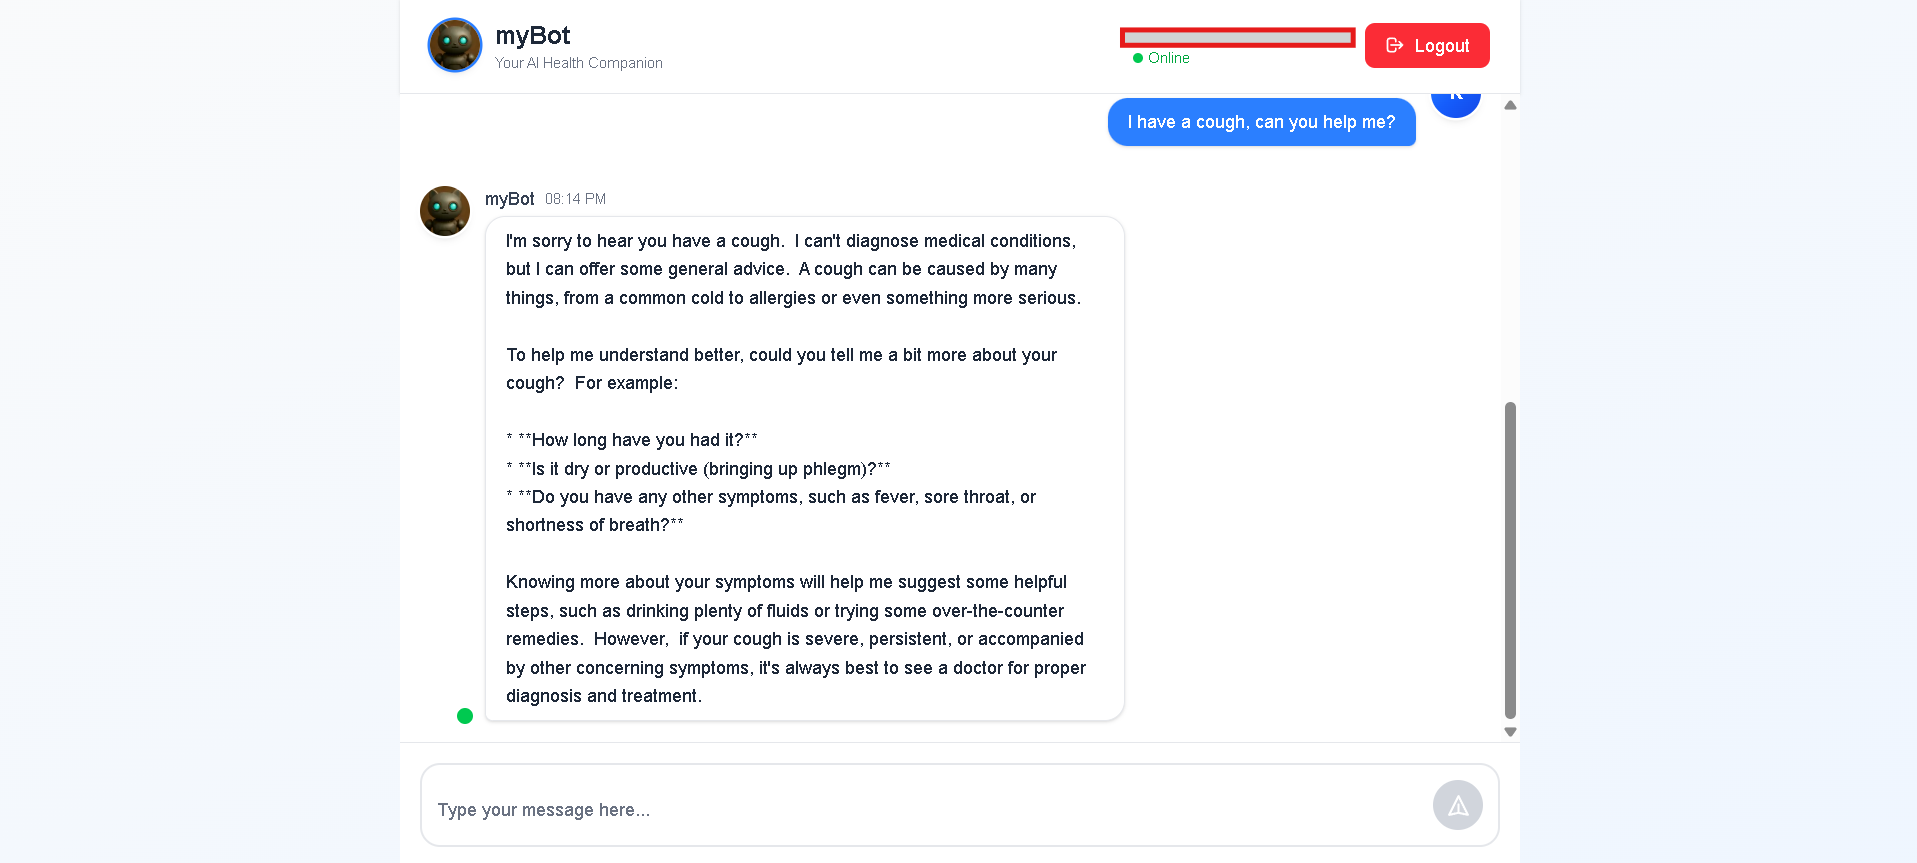 myBot
Your AI Health Companion
Online
Logout
I have a cough, can you help me?
myBot 08:14 PM
I'm sorry to hear you have a cough.  I can't diagnose medical conditions,
but I can offer some general advice.  A cough can be caused by many
things, from a common cold to allergies or even something more serious.
To help me understand better, could you tell me a bit more about your
cough?  For example:
* **How long have you had it?**
* **Is it dry or productive (bringing up phlegm)?**
* **Do you have any other symptoms, such as fever, sore throat, or
shortness of breath?**
Knowing more about your symptoms will help me suggest some helpful
steps, such as drinking plenty of fluids or trying some over-the-counter
remedies.  However,  if your cough is severe, persistent, or accompanied
by other concerning symptoms, it's always best to see a doctor for proper
diagnosis and treatment.
Type your message here...